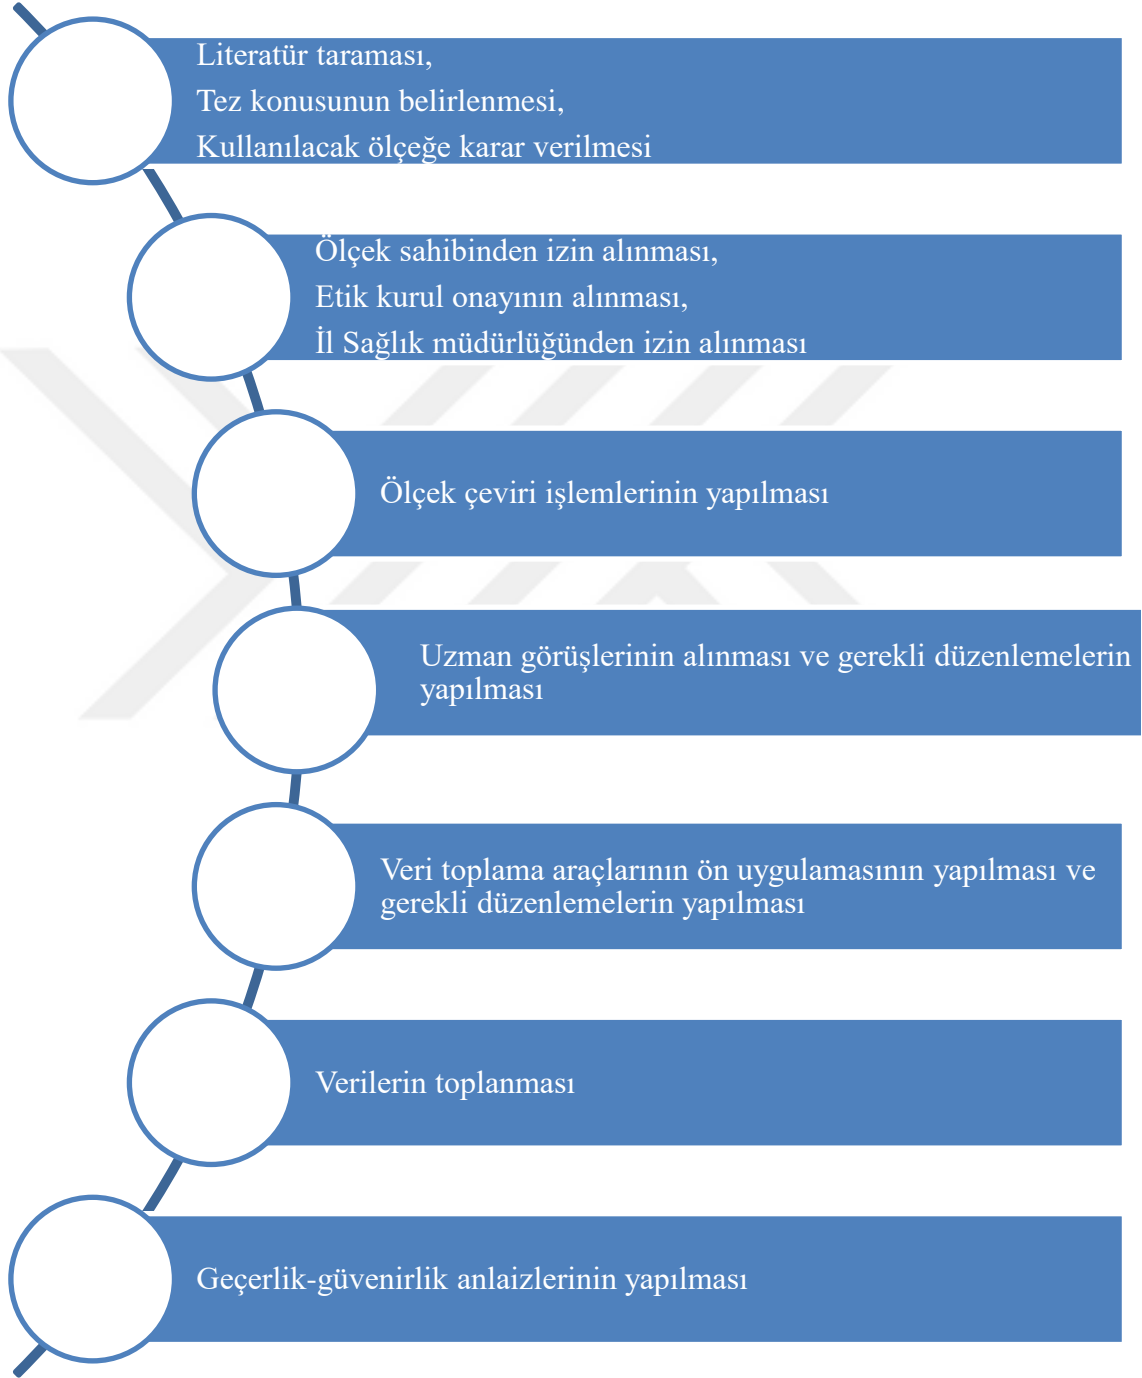 Literatür taraması,
Tez konusunun belirlenmesi,
Kullanılacak ölçeğe karar verilmesi
Ölçek sahibinden izin alınması,
Etik kurul onayının alınması,
İl Sağlık müdürlüğünden izin alınması
Ölçek çeviri işlemlerinin yapılması
Uzman görüşlerinin alınması ve gerekli düzenlemelerin
yapılması
Veri toplama araçlarının ön uygulamasının yapılması ve
gerekli düzenlemelerin yapılması
Verilerin toplanması
Geçerlik-güvenirlik anlaizlerinin yapılması